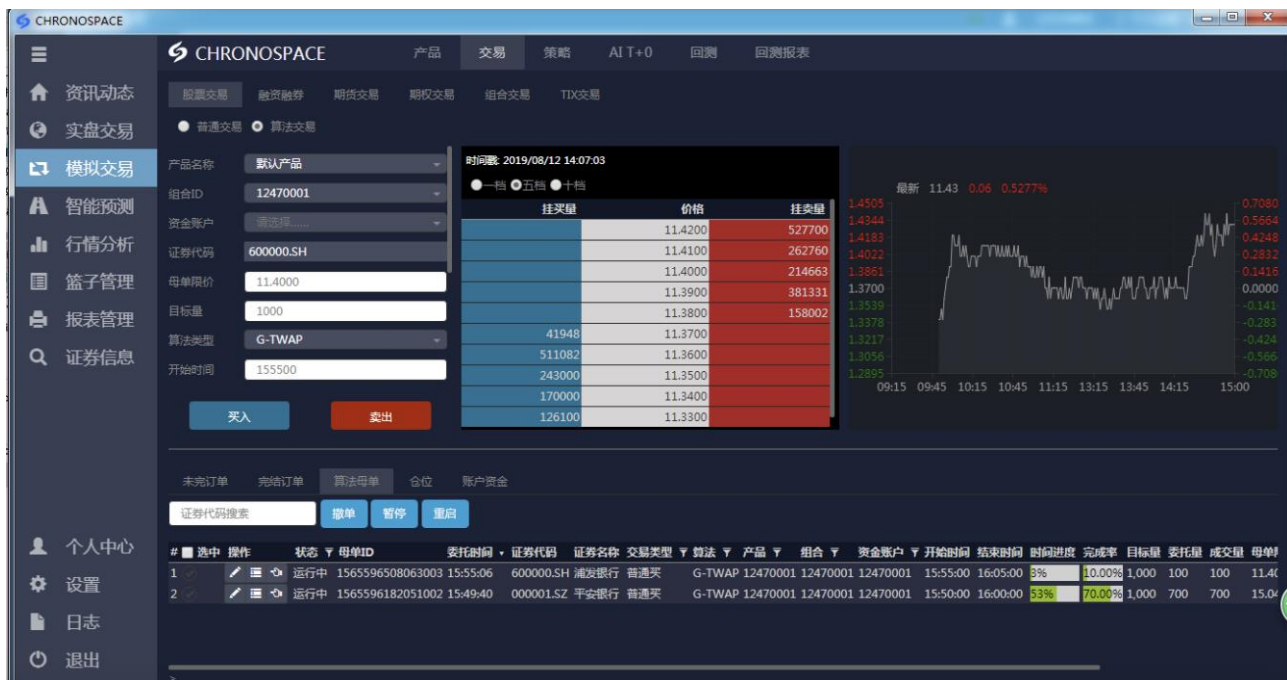 CHRONOSPACE
CHRONOSPACE 产品 交易 策略 AI T+0 回测 回测报表
资讯动态
实盘交易
模拟交易
智能预测
行情分析
篮子管理
报表管理
证券信息
个人中心
设置
日志
退出
股票交易 融资融券 期货交易 期权交易 组合交易 TIX交易
普通交易 算法交易
产品名称 默认产品
组合ID 12470001
资金账户 请选择......
证券代码 600000.SH
母单限价 11.4000
目标量 1000
算法类型 G-TWAP
开始时间 155500
买入 卖出
时间戳: 2019/08/12 14:07:03
一档 五档 十档
挂买量 价格 挂卖量
11.4200 527700
11.4100 262760
11.4000 214663
11.3900 381331
11.3800 158002
41948 11.3700
511082 11.3600
243000 11.3500
170000 11.3400
126100 11.3300
最新 11.43 0.06 0.5277%
1.4505 0.7080
1.4344 0.5664
1.4183 0.4248
1.4022 0.2832
1.3861 0.1416
1.3700 0.0000
1.3539 -0.141
1.3378 -0.283
1.3217 -0.424
1.3056 -0.566
1.2895 -0.708
09:15 09:45 10:15 10:45 11:15 13:15 13:45 14:15 15:00
未完订单 完结订单 算法母单 仓位 账户资金
证券代码搜索 撤单 暂停 重启
# 选中 操作 状态 母单ID 委托时间 证券代码 证券名称 交易类型 算法 产品 组合 资金账户 开始时间 结束时间 时间进度 完成率 目标量 委托量 成交量 母单
1 运行中 1565596508063003 15:55:06 600000.SH 浦发银行 普通买 G-TWAP 12470001 12470001 12470001 15:55:00 16:05:00 3% 10.00% 1,000 100 100 11.40
2 运行中 1565596182051002 15:49:40 000001.SZ 平安银行 普通买 G-TWAP 12470001 12470001 12470001 15:50:00 16:00:00 53% 70.00% 1,000 700 700 15.04